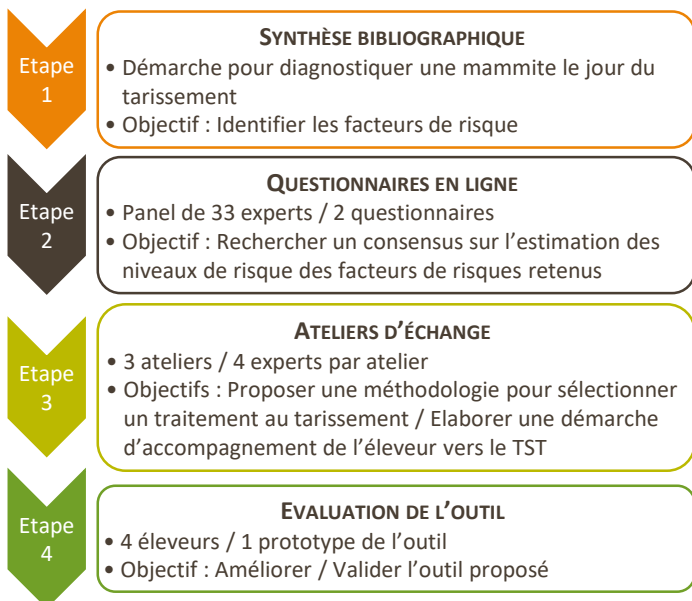 Etape
1
SYNTHÈSE BIBLIOGRAPHIQUE
• Démarche pour diagnostiquer une mammite le jour du
tarissement
• Objectif : Identifier les facteurs de risque
Etape
2
QUESTIONNAIRES EN LIGNE
• Panel de 33 experts / 2 questionnaires
• Objectif : Rechercher un consensus sur l'estimation des
niveaux de risque des facteurs de risques retenus
Etape
3
ATELIERS D'ÉCHANGE
• 3 ateliers / 4 experts par atelier
• Objectifs : Proposer une méthodologie pour sélectionner
un traitement au tarissement / Elaborer une démarche
d'accompagnement de l'éleveur vers le TST
Etape
4
EVALUATION DE L'OUTIL
• 4 éleveurs / 1 prototype de l'outil
• Objectif : Améliorer / Valider l'outil proposé